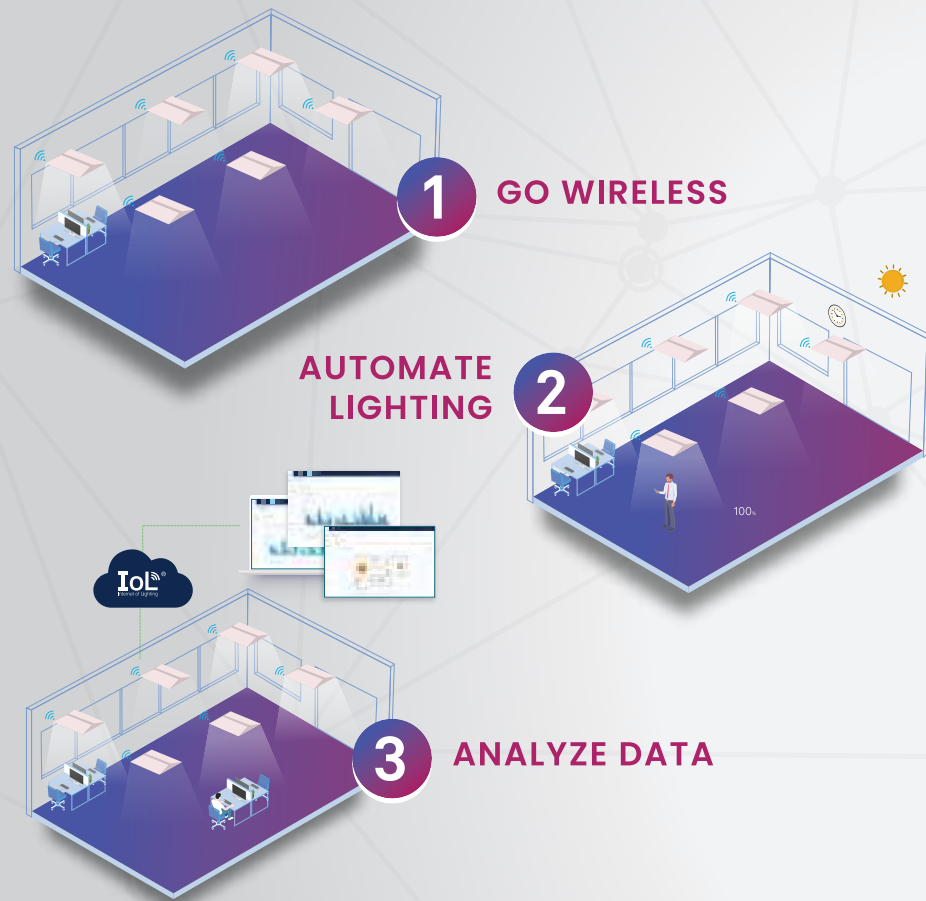 1
GO WIRELESS
AUTOMATE
LIGHTING
2
100%
IoL®
Internet of Lighting
3
ANALYZE DATA